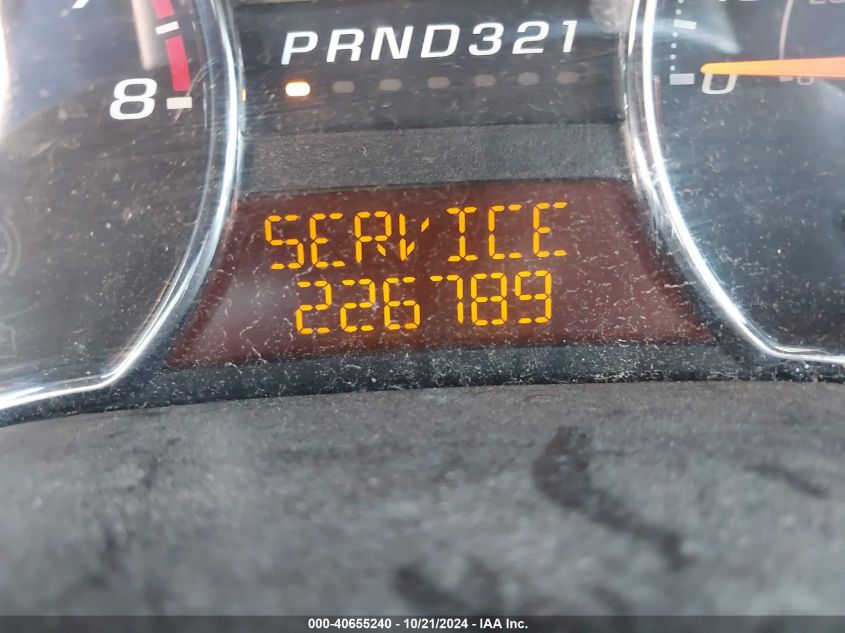 PRND321
8
0
SERVICE
226789
000-40655240 - 10/21/2024 - IAA Inc.